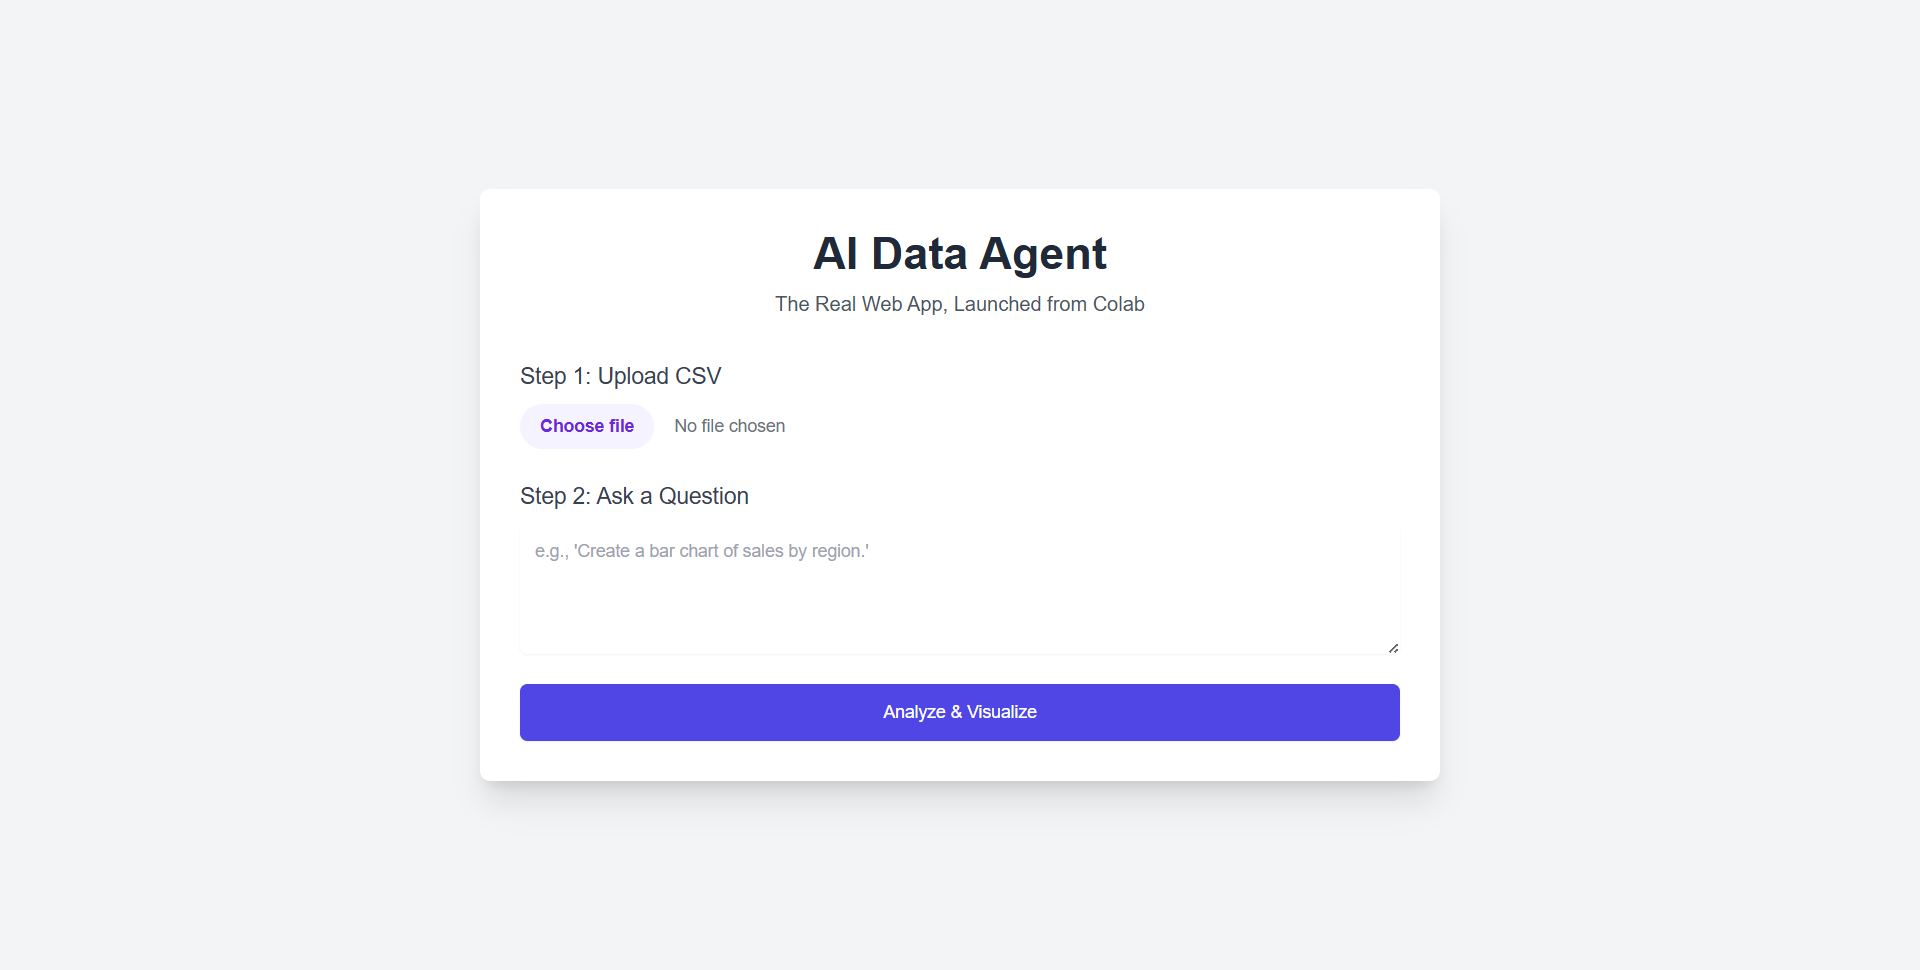 AI Data Agent
The Real Web App, Launched from Colab
Step 1: Upload CSV
Choose file No file chosen
Step 2: Ask a Question
e.g., 'Create a bar chart of sales by region.'
Analyze & Visualize